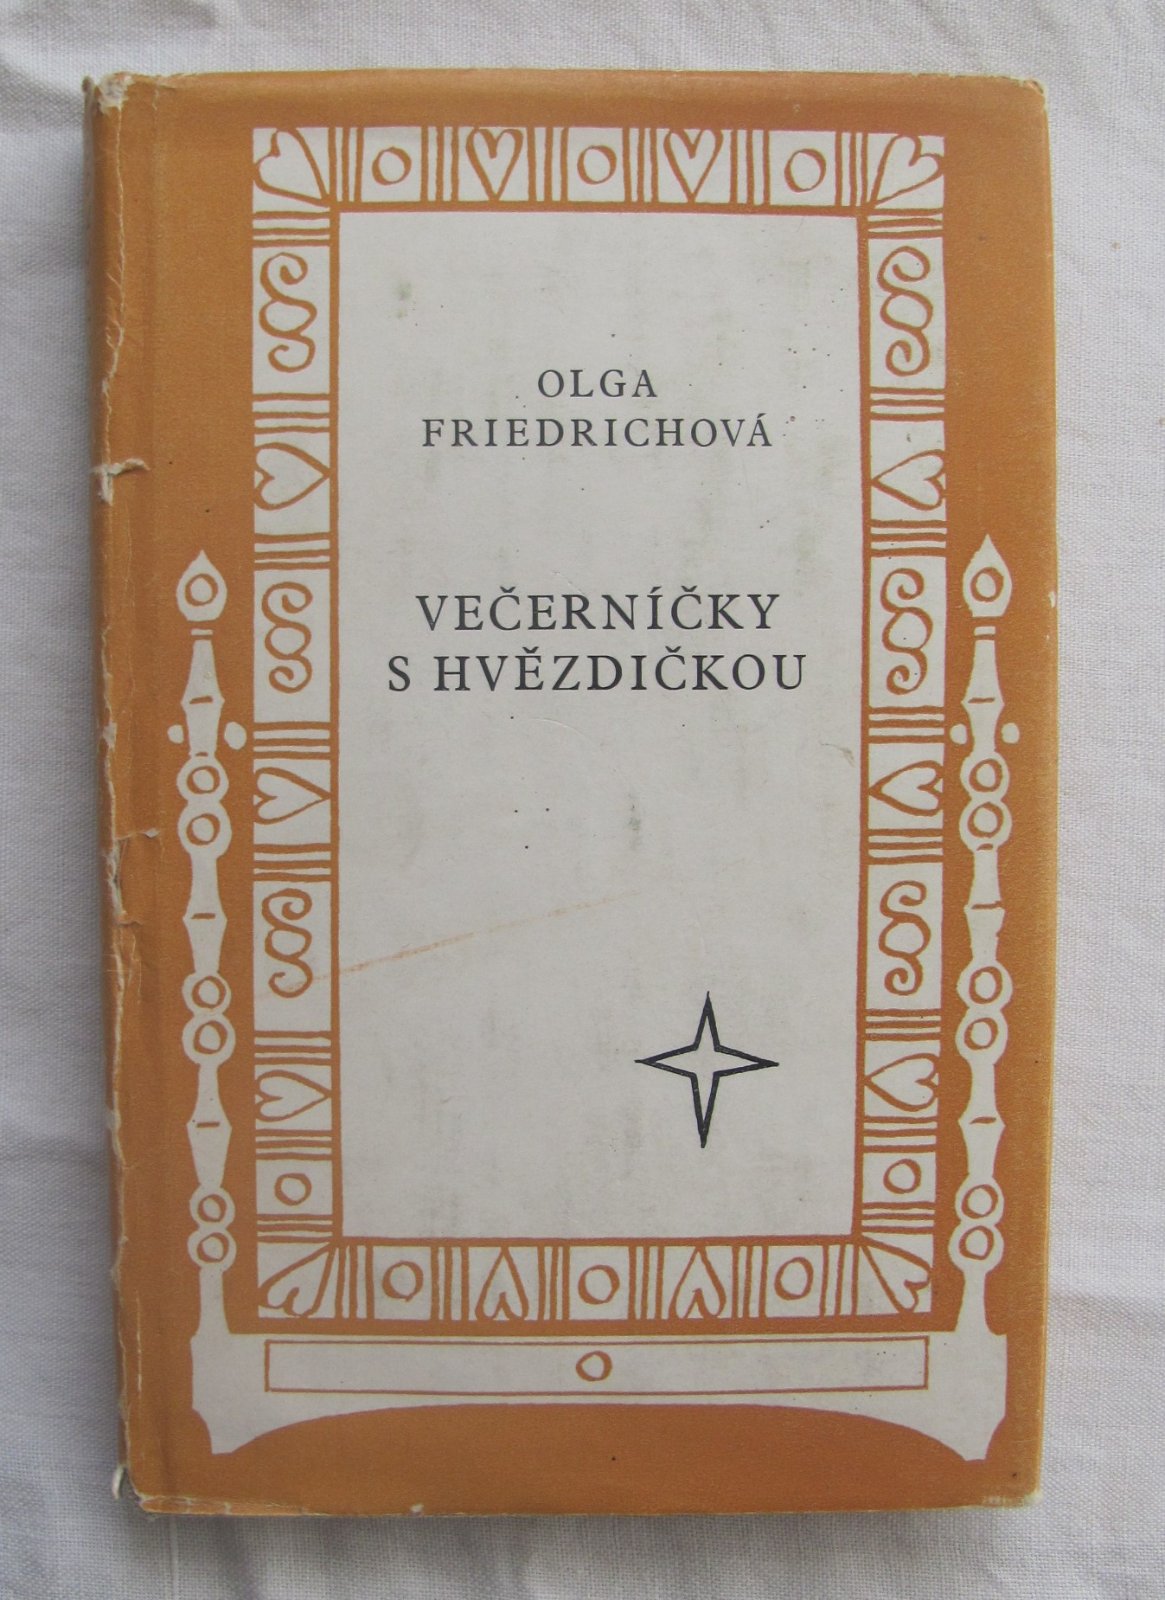 OLGA
FRIEDRICHOVÁ
VEČERNÍČKY
S HVĚZDIČKOU